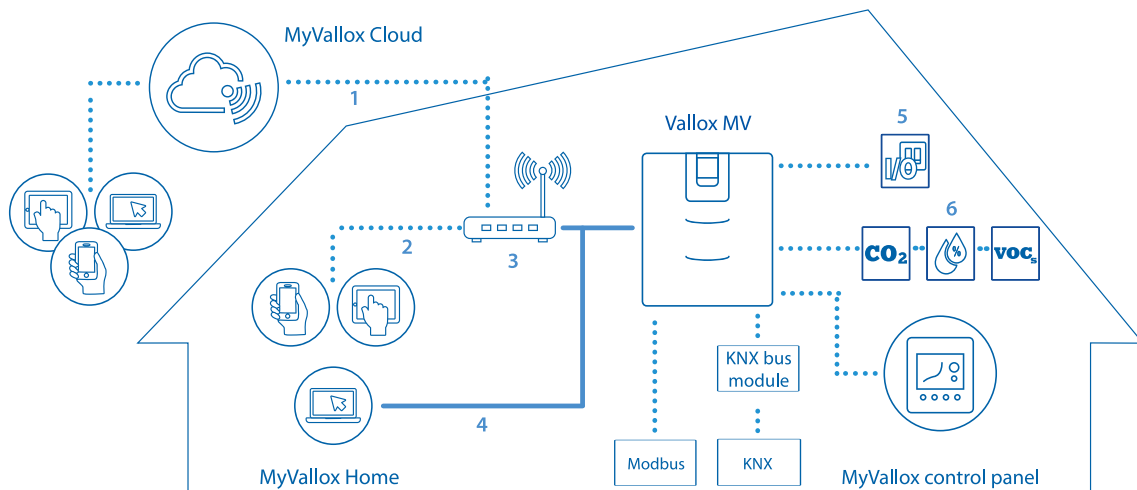 MyVallox Cloud
1
Vallox MV
5
I/O
6
CO₂
%
VOCs
2
3
KNX bus
module
4
Modbus
KNX
MyVallox Home
MyVallox control panel